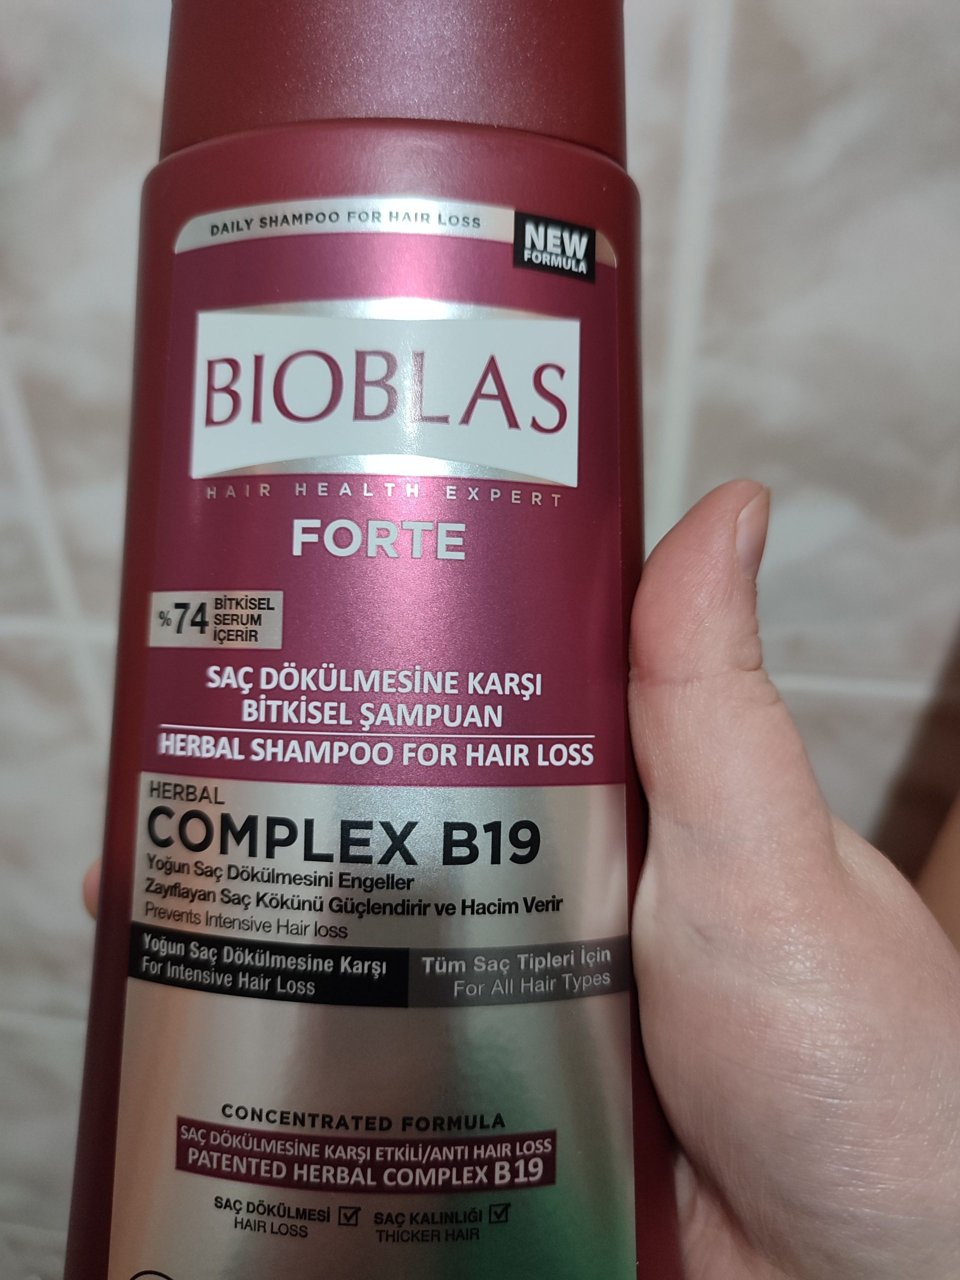 DAILY SHAMPOO FOR HAIR LOSS
NEW
FORMULA
BIOBLAS
HAIR HEALTH EXPERT
FORTE
%74 BİTKİSEL
SERUM
İÇERİR
SAÇ DÖKÜLMESİNE KARŞI
BİTKİSEL ŞAMPUAN
HERBAL SHAMPOO FOR HAIR LOSS
HERBAL
COMPLEX B19
Yoğun Saç Dökülmesini Engeller
Zayıflayan Saç Kökünü Güçlendirir ve Hacim Verir
Prevents Intensive Hair loss
Yoğun Saç Dökülmesine Karşı
For Intensive Hair Loss
Tüm Saç Tipleri İçin
For All Hair Types
CONCENTRATED FORMULA
SAÇ DÖKÜLMESİNE KARŞI ETKİLİ/ANTI HAIR LOSS
PATENTED HERBAL COMPLEX B19
SAÇ DÖKÜLMESİ
HAIR LOSS
SAÇ KALINLIĞI
THICKER HAIR